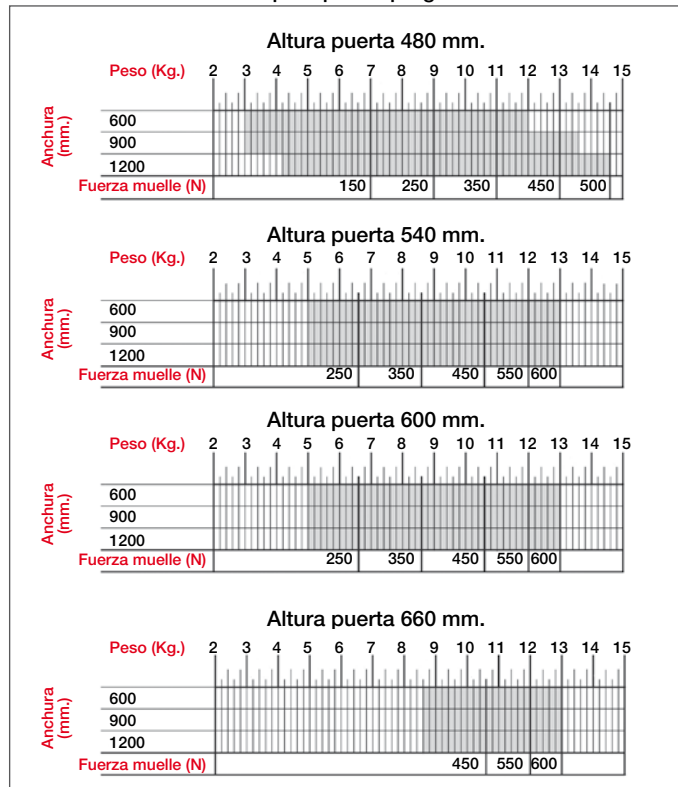 Altura puerta 480 mm.
Peso (Kg.) 2 3 4 5 6 7 8 9 10 11 12 13 14 15
Anchura (mm.)
600
900
1200
Fuerza muelle (N) 150 250 350 450 500
Altura puerta 540 mm.
Peso (Kg.) 2 3 4 5 6 7 8 9 10 11 12 13 14 15
Anchura (mm.)
600
900
1200
Fuerza muelle (N) 250 350 450 550 600
Altura puerta 600 mm.
Peso (Kg.) 2 3 4 5 6 7 8 9 10 11 12 13 14 15
Anchura (mm.)
600
900
1200
Fuerza muelle (N) 250 350 450 550 600
Altura puerta 660 mm.
Peso (Kg.) 2 3 4 5 6 7 8 9 10 11 12 13 14 15
Anchura (mm.)
600
900
1200
Fuerza muelle (N) 450 550 600